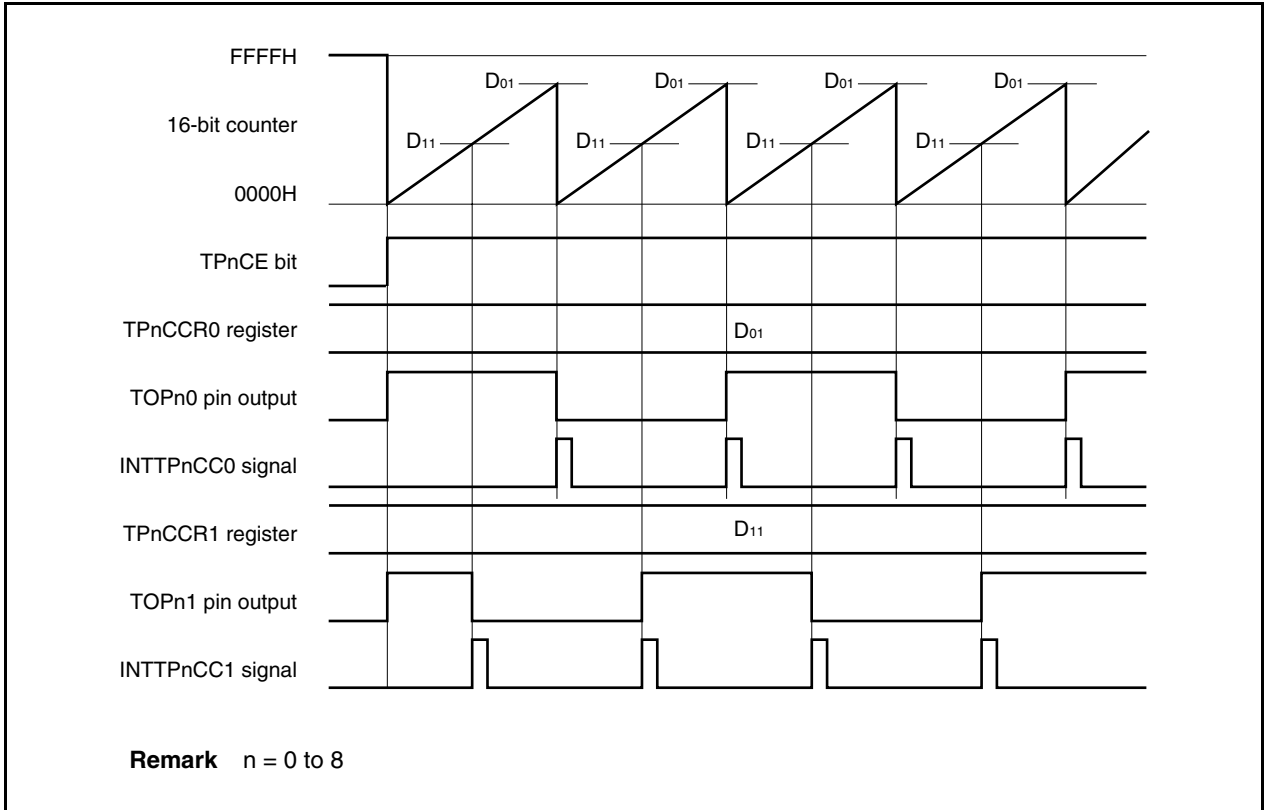 FFFFH
D01 D01 D01 D01
16-bit counter
D11 D11 D11 D11
0000H
TPnCE bit
TPnCCR0 register D01
TOPn0 pin output
INTTPnCC0 signal
TPnCCR1 register D11
TOPn1 pin output
INTTPnCC1 signal
Remark n = 0 to 8